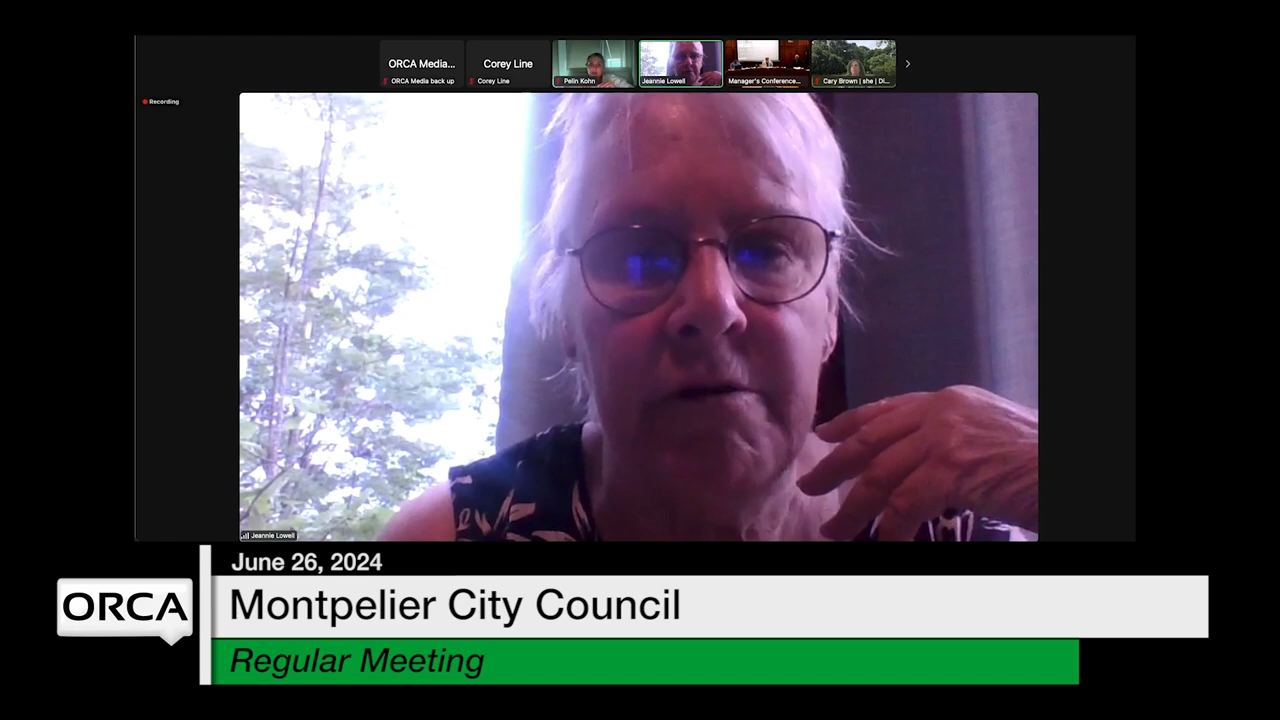 ORCA Media...
Corey Line
ORCA Media back up
Corey Line
Pelin Kohn
Jeannie Lowell
Manager's Conference...
Cary Brown | she | Di...
Recording
Jeannie Lowell
June 26, 2024
ORCA
Montpelier City Council
Regular Meeting